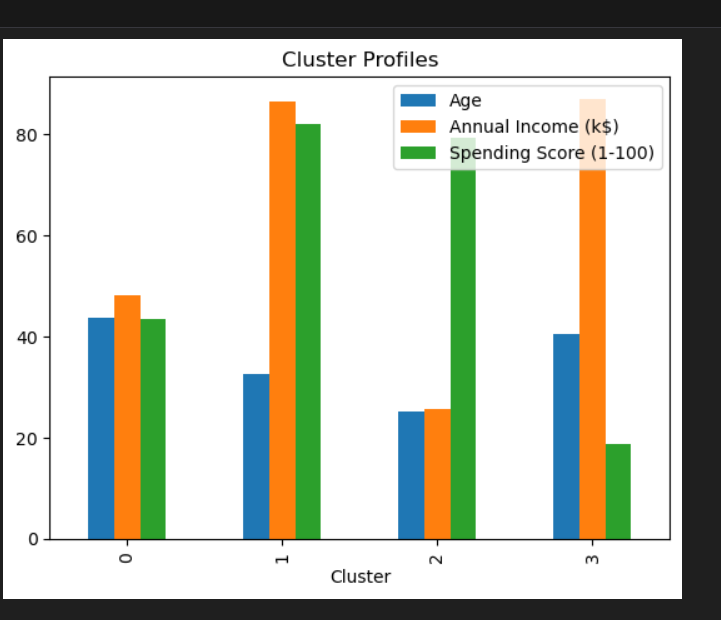 Cluster Profiles
Age
Annual Income (k$)
Spending Score (1-100)
80
60
40
20
0
0 1 2 3
Cluster